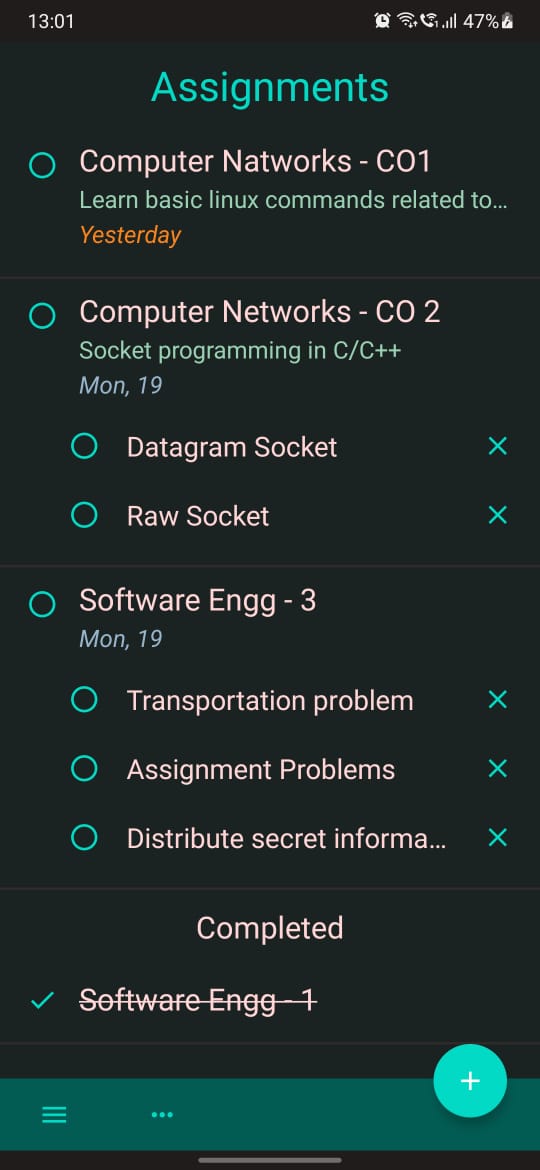 13:01
47%
Assignments
Computer Natworks - CO1
Learn basic linux commands related to...
Yesterday
Computer Networks - CO 2
Socket programming in C/C++
Mon, 19
Datagram Socket
Raw Socket
Software Engg - 3
Mon, 19
Transportation problem
Assignment Problems
Distribute secret informa...
Completed
Software Engg - 1